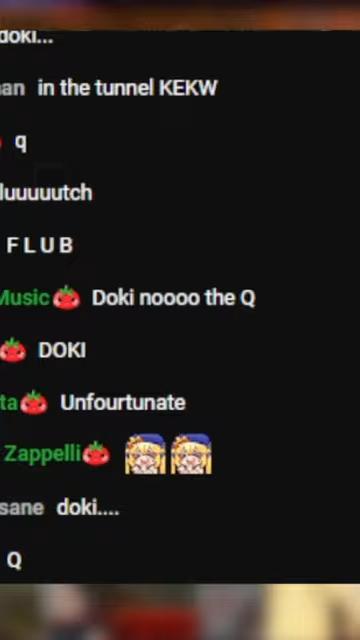 doki...
an in the tunnel KEKW
q
luuuuutch
F L U B
Music Doki noooo the Q
DOKI
ta Unfourtunate
Zappelli
sane doki....
Q